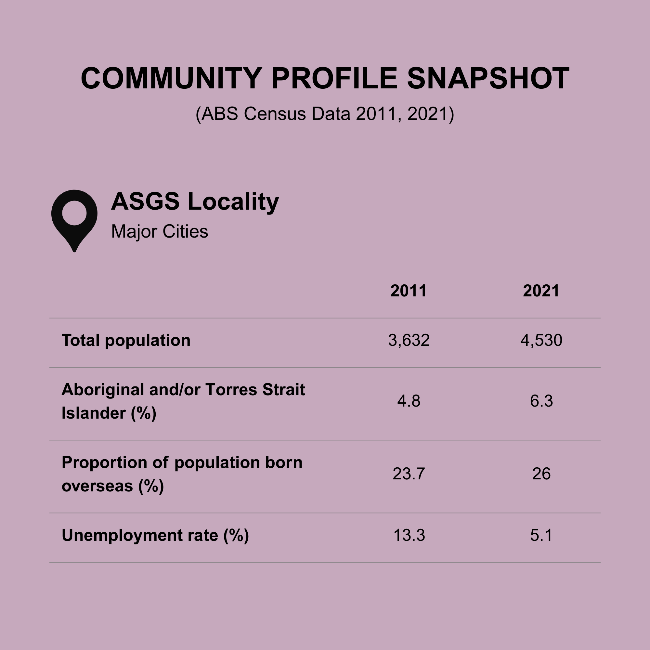 COMMUNITY PROFILE SNAPSHOT
(ABS Census Data 2011, 2021)
ASGS Locality
Major Cities
2011 2021
Total population 3,632 4,530
Aboriginal and/or Torres Strait
Islander (%) 4.8 6.3
Proportion of population born
overseas (%) 23.7 26
Unemployment rate (%) 13.3 5.1